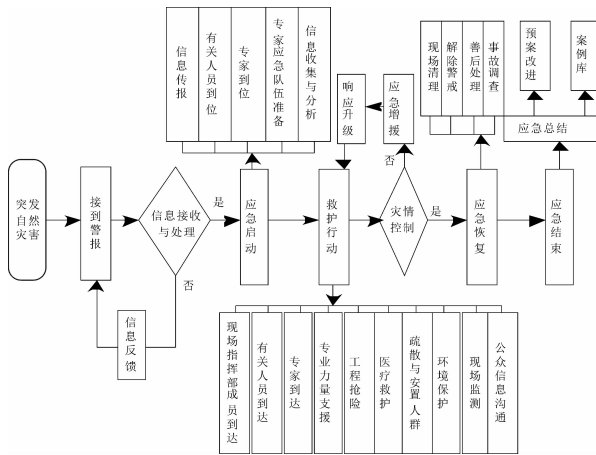 信息传报
有关人员到位
专家到位
专家应急队伍准备
信息收集与分析
响应升级
应急增援
现场清理
解除警戒
善后处理
事故调查
预案改进
案例库
应急总结
突发
自然
灾害
接到警报
信息接收
与处理
是
否
应急启动
救护行动
灾情
控制
否
是
应急恢复
应急结束
信息反馈
现场指挥部成员到达
有关人员到达
专家到达
专业力量支援
工程抢险
医疗救护
疏散与安置人群
环境保护
现场监测
公众信息沟通